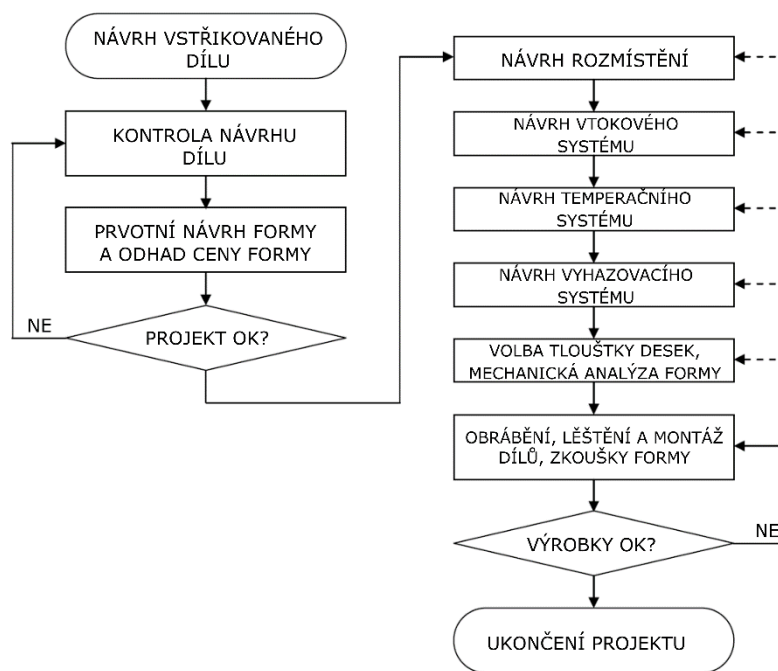 NÁVRH VSTŘIKOVANÉHO
DÍLU
KONTROLA NÁVRHU
DÍLU
PRVOTNÍ NÁVRH FORMY
A ODHAD CENY FORMY
NE
PROJEKT OK?
NÁVRH ROZMÍSTĚNÍ
NÁVRH VTOKOVÉHO
SYSTÉMU
NÁVRH TEMPERAČNÍHO
SYSTÉMU
NÁVRH VYHAZOVACÍHO
SYSTÉMU
VOLBA TLOUŠTKY DESEK,
MECHANICKÁ ANALÝZA FORMY
OBRÁBĚNÍ, LĚŠTĚNÍ A MONTÁŽ
DÍLŮ, ZKOUŠKY FORMY
VÝROBKY OK?
NE
UKONČENÍ PROJEKTU